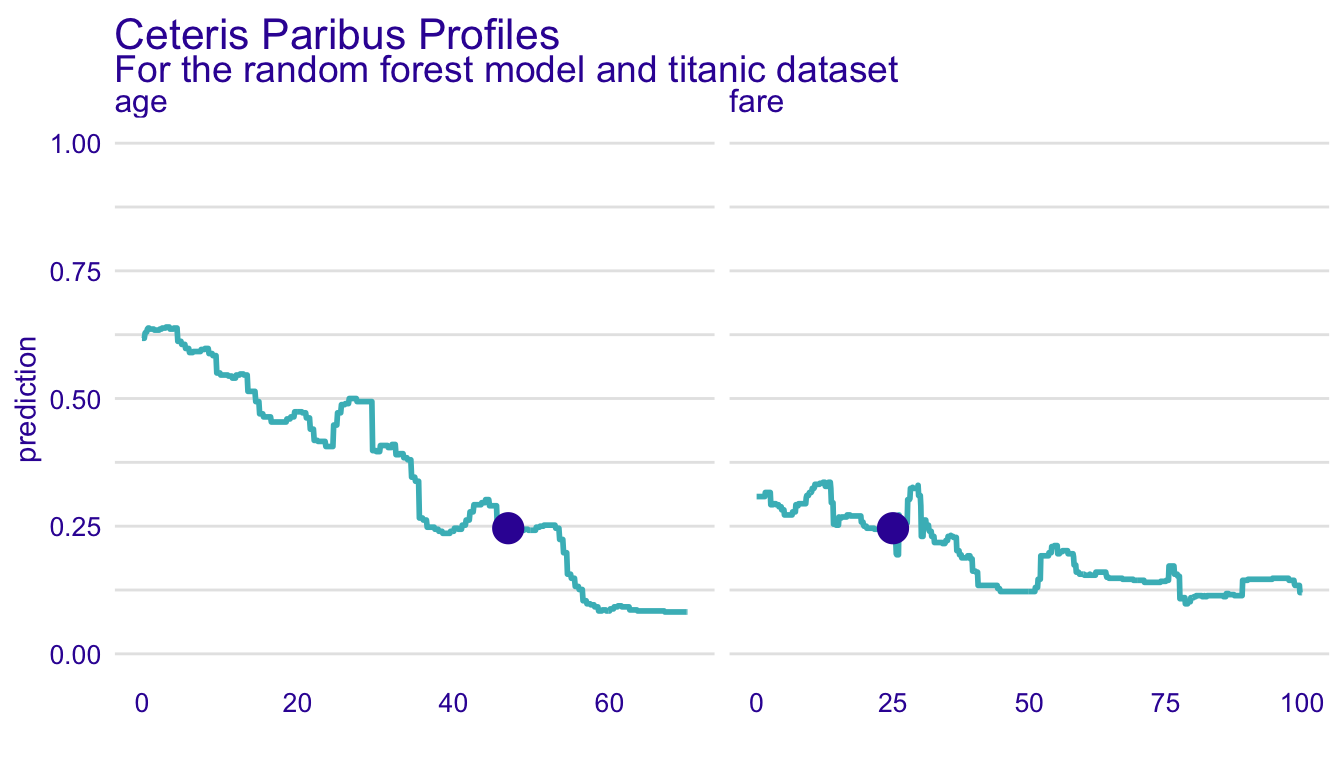 Ceteris Paribus Profiles
For the random forest model and titanic dataset
age
fare
prediction
1.00
0.75
0.50
0.25
0.00
0 20 40 60
0 25 50 75 100